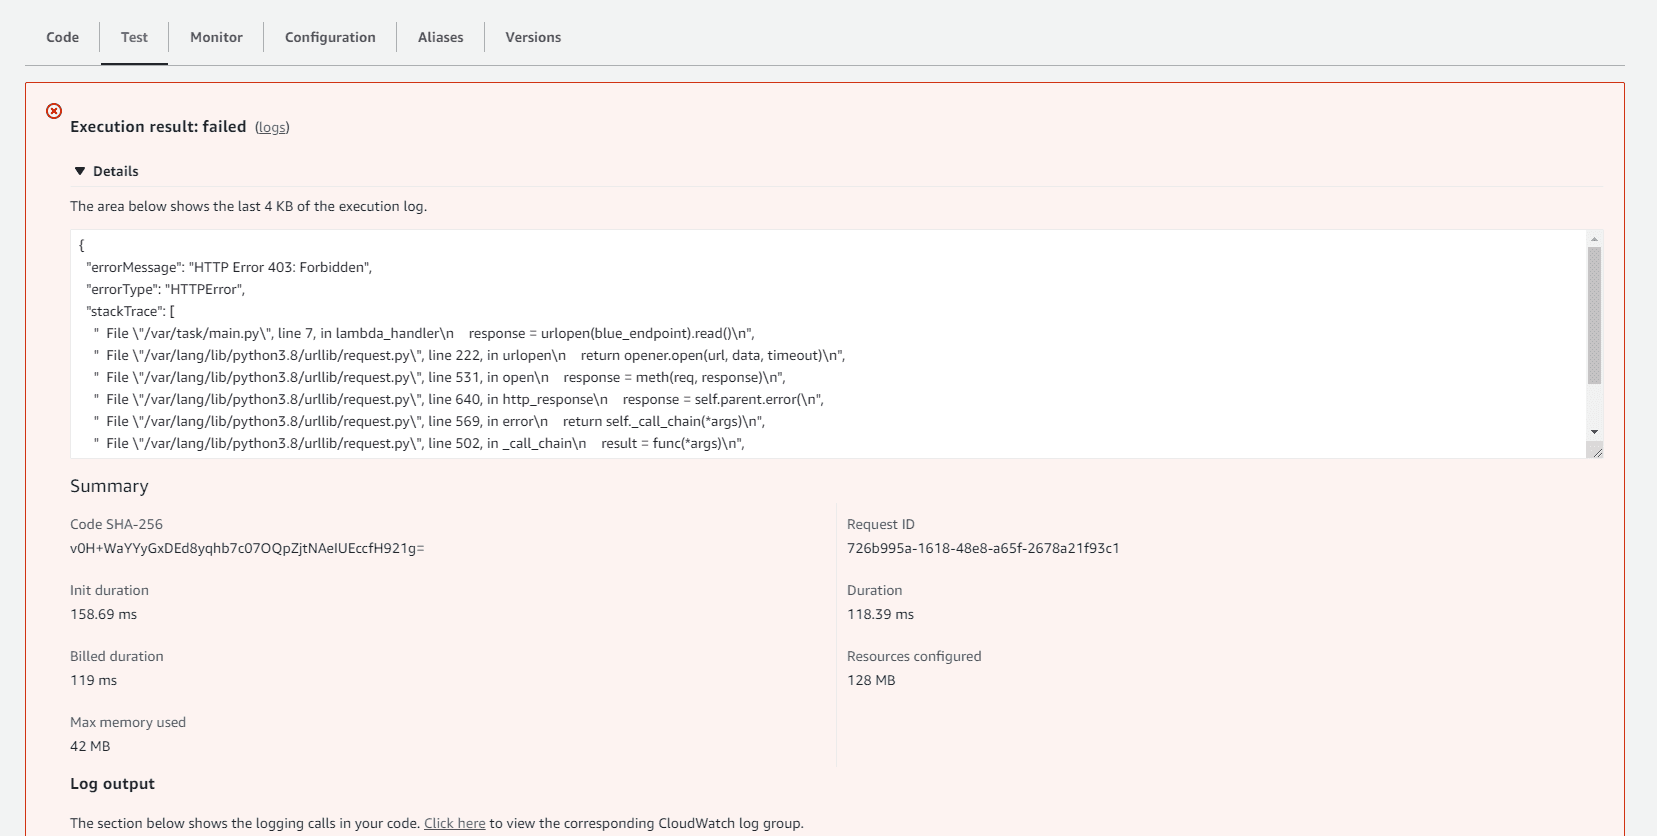 Code Test Monitor Configuration Aliases Versions
Execution result: failed (logs)
Details
The area below shows the last 4 KB of the execution log.
{
"errorMessage": "HTTP Error 403: Forbidden",
"errorType": "HTTPError",
"stackTrace": [
" File \"/var/task/main.py\", line 7, in lambda_handler\n response = urlopen(blue_endpoint).read()\n",
" File \"/var/lang/lib/python3.8/urllib/request.py\", line 222, in urlopen\n return opener.open(url, data, timeout)\n",
" File \"/var/lang/lib/python3.8/urllib/request.py\", line 531, in open\n response = meth(req, response)\n",
" File \"/var/lang/lib/python3.8/urllib/request.py\", line 640, in http_response\n response = self.parent.error(\n",
" File \"/var/lang/lib/python3.8/urllib/request.py\", line 569, in error\n return self._call_chain(*args)\n",
" File \"/var/lang/lib/python3.8/urllib/request.py\", line 502, in _call_chain\n result = func(*args)\n",
Summary
Code SHA-256
v0H+WaYYyGxDEd8yqhb7c07OQpZjtNAeIUEccfH921g=
Request ID
726b995a-1618-48e8-a65f-2678a21f93c1
Init duration
158.69 ms
Duration
118.39 ms
Billed duration
119 ms
Resources configured
128 MB
Max memory used
42 MB
Log output
The section below shows the logging calls in your code. Click here to view the corresponding CloudWatch log group.